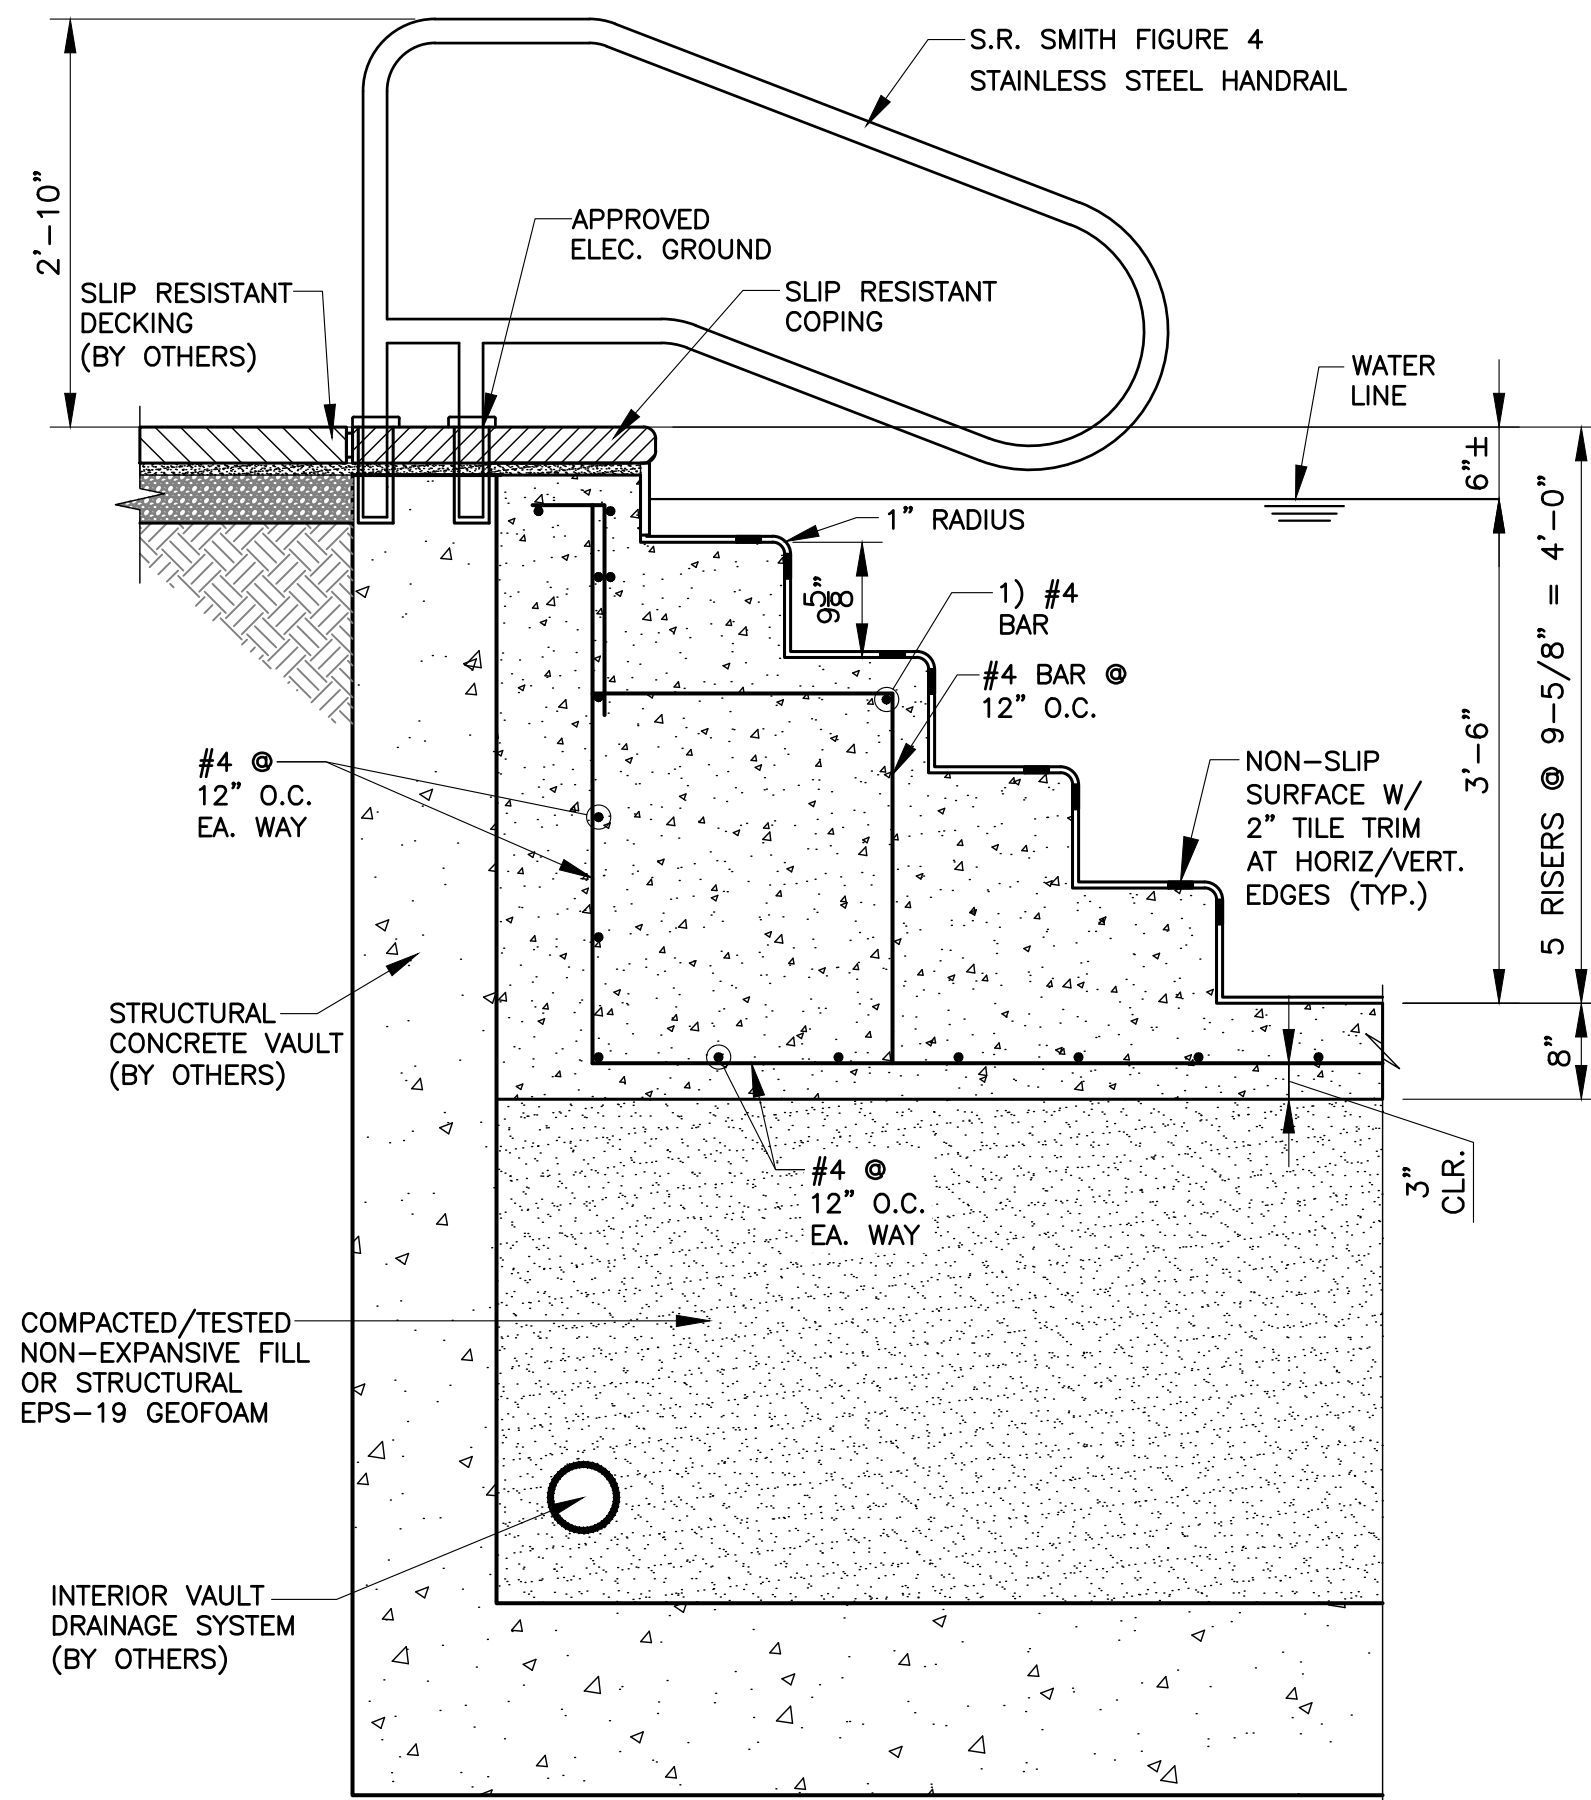 S.R. SMITH FIGURE 4
STAINLESS STEEL HANDRAIL
2'-10"
APPROVED
ELEC. GROUND
SLIP RESISTANT
DECKING
(BY OTHERS)
SLIP RESISTANT
COPING
WATER
LINE
6"±
1" RADIUS
9 5/8"
1) #4
BAR
#4 BAR @
12" O.C.
#4 @
12" O.C.
EA. WAY
NON-SLIP
SURFACE W/
2" TILE TRIM
AT HORIZ/VERT.
EDGES (TYP.)
3'-6"
5 RISERS @ 9-5/8" = 4'-0"
8"
STRUCTURAL
CONCRETE VAULT
(BY OTHERS)
#4 @
12" O.C.
EA. WAY
3"
CLR.
COMPACTED/TESTED
NON-EXPANSIVE FILL
OR STRUCTURAL
EPS-19 GEOFOAM
INTERIOR VAULT
DRAINAGE SYSTEM
(BY OTHERS)